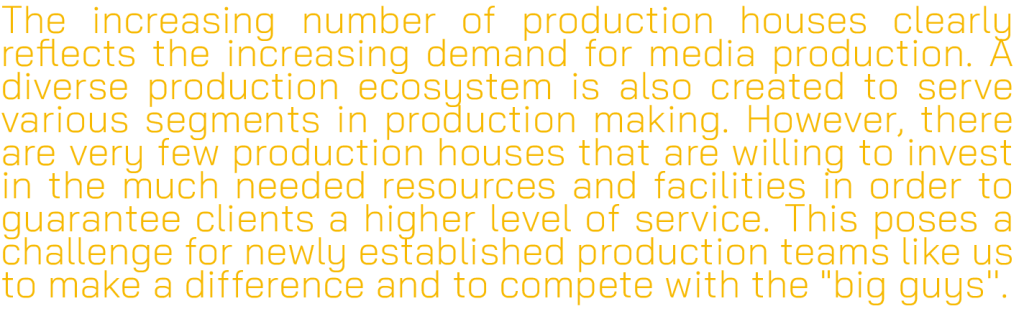 The increasing number of production houses clearly
reflects the increasing demand for media production. A
diverse production ecosystem is also created to serve
various segments in production making. However, there
are very few production houses that are willing to invest
in the much needed resources and facilities in order to
guarantee clients a higher level of service. This poses a
challenge for newly established production teams like us
to make a difference and to compete with the "big guys".